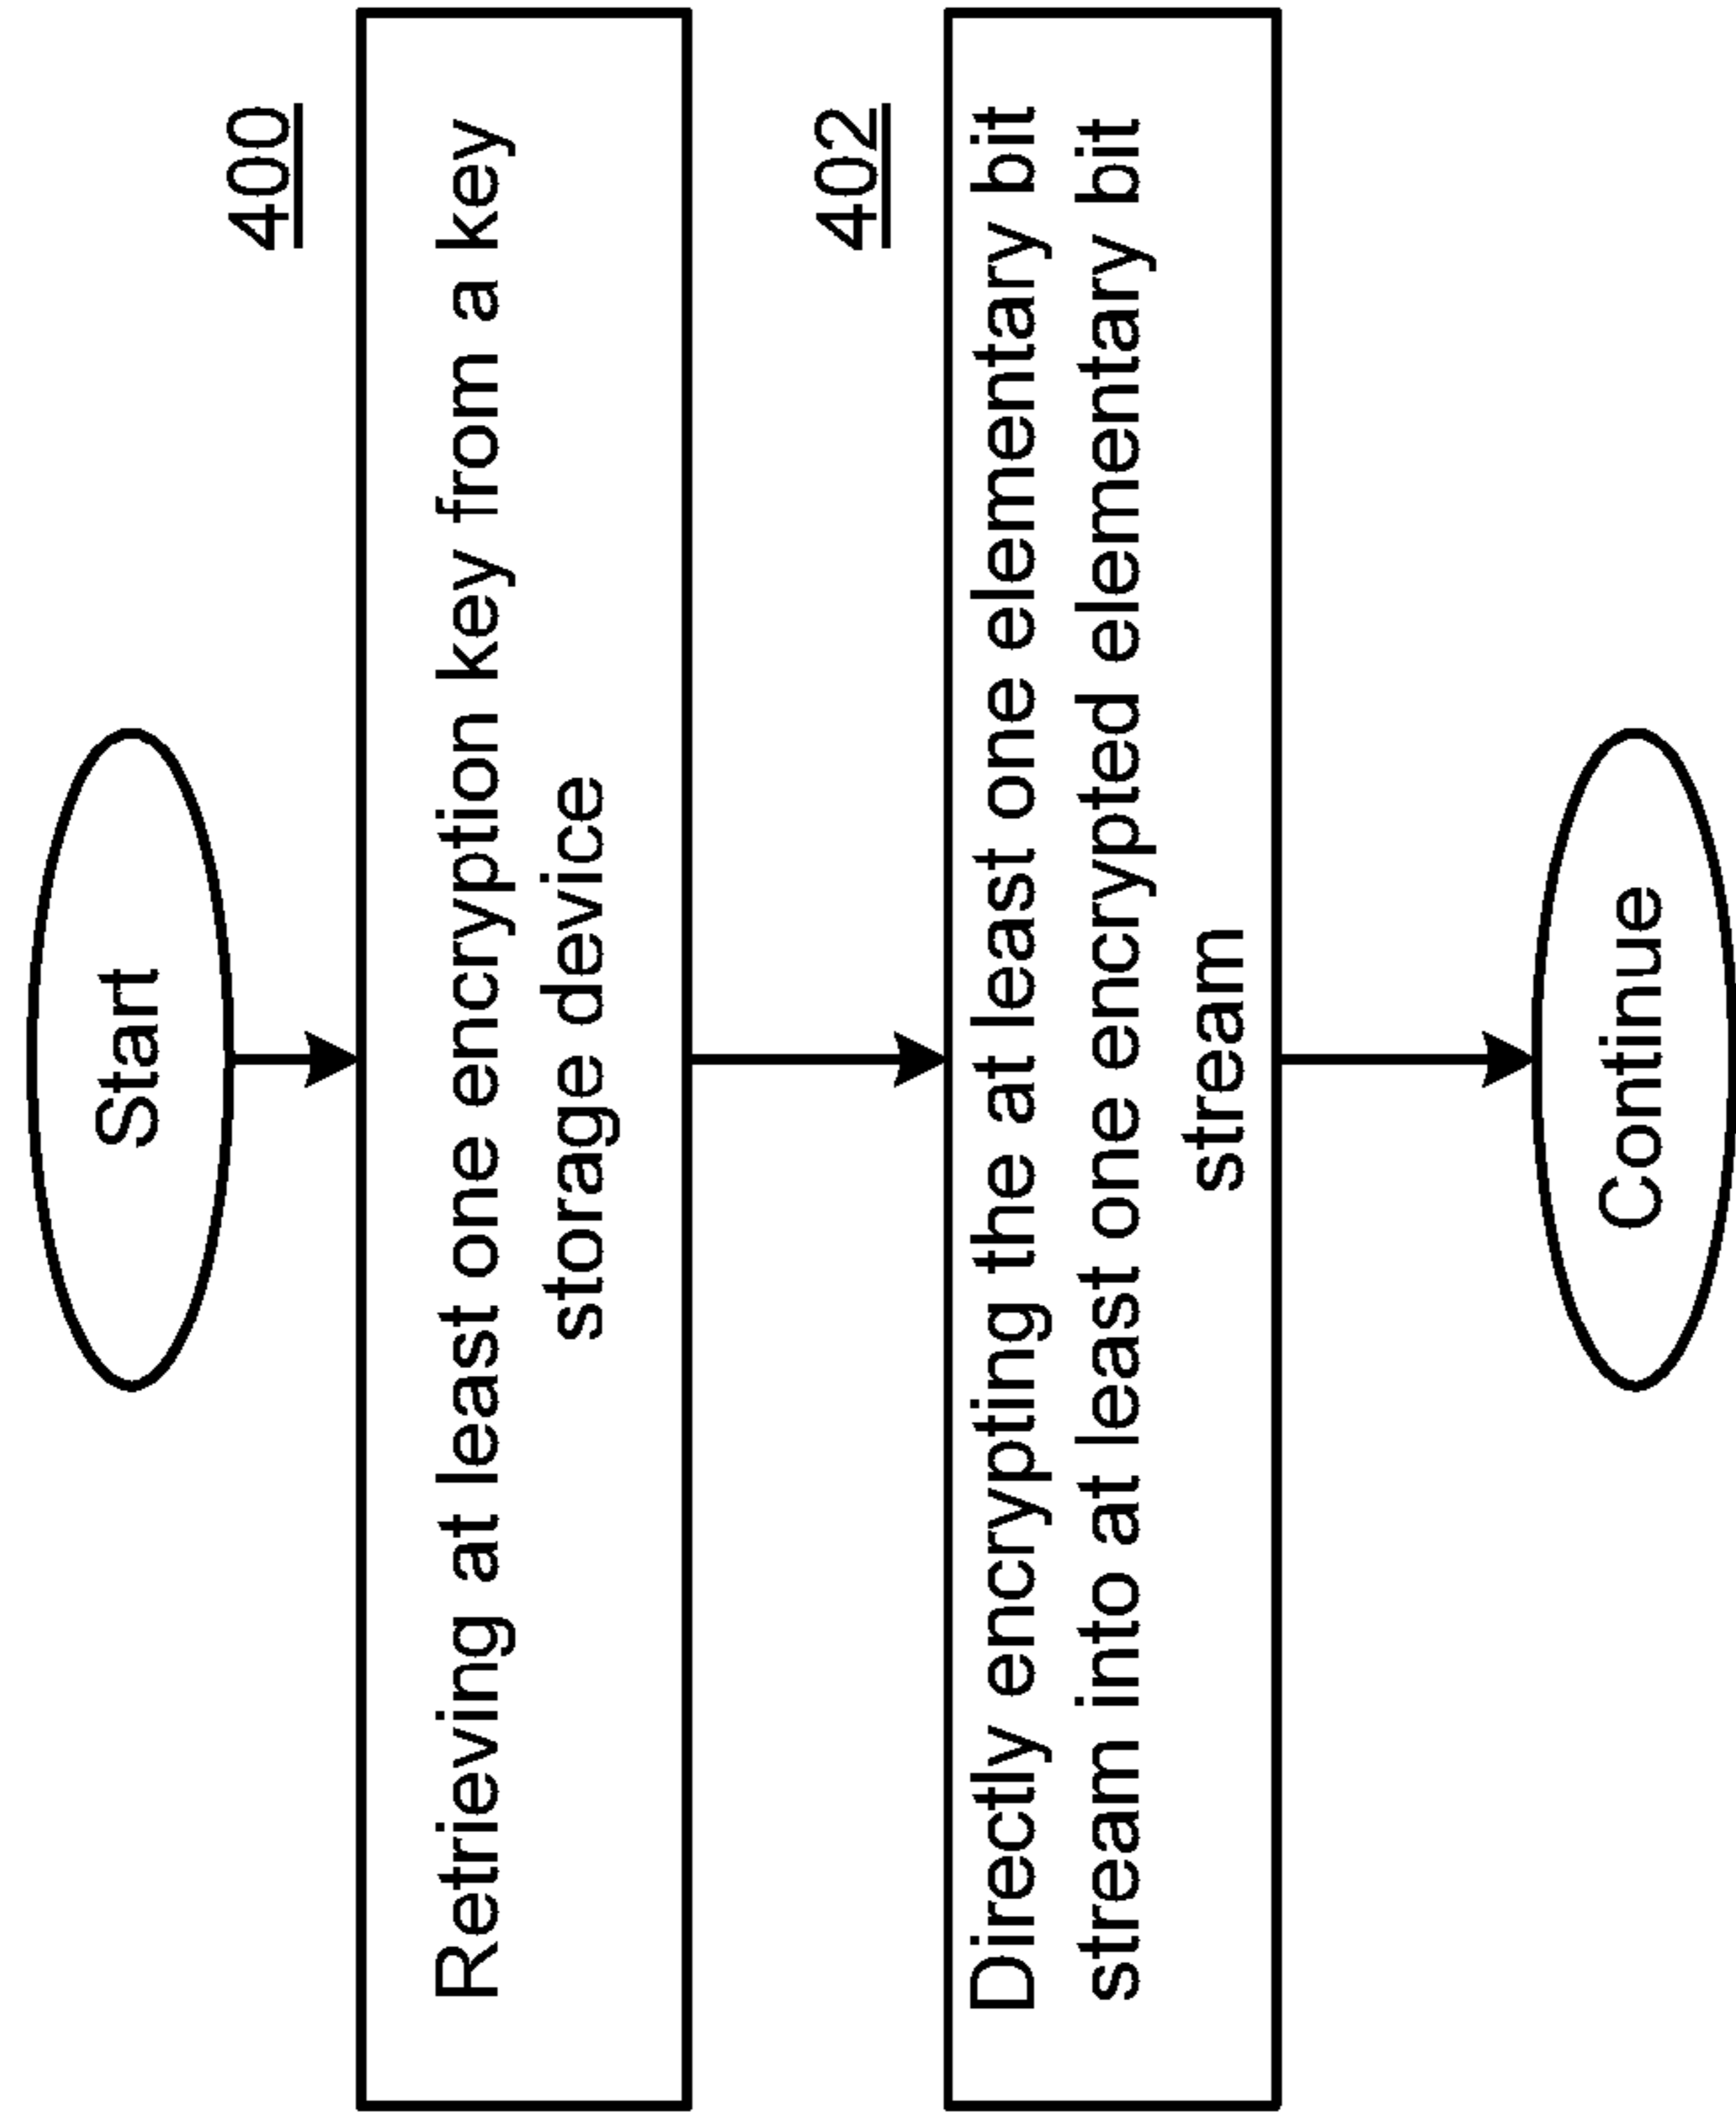 Start
400
Retrieving at least one encryption key from a key
storage device
402
Directly encrypting the at least one elementary bit
stream into at least one encrypted elementary bit
stream
Continue